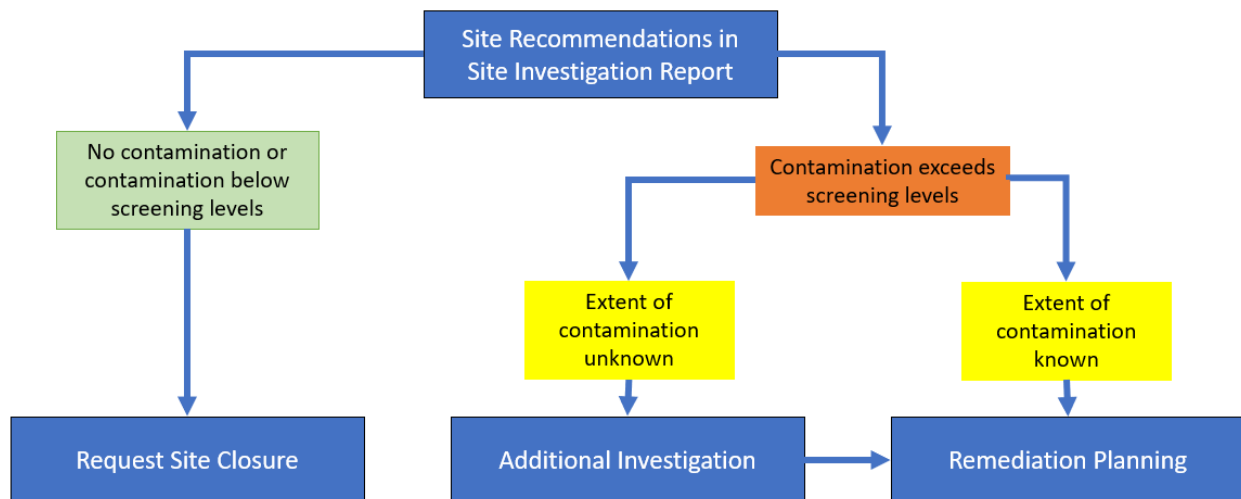 Site Recommendations in
Site Investigation Report
No contamination or
contamination below
screening levels
Contamination exceeds
screening levels
Extent of
contamination
unknown
Extent of
contamination
known
Request Site Closure
Additional Investigation
Remediation Planning